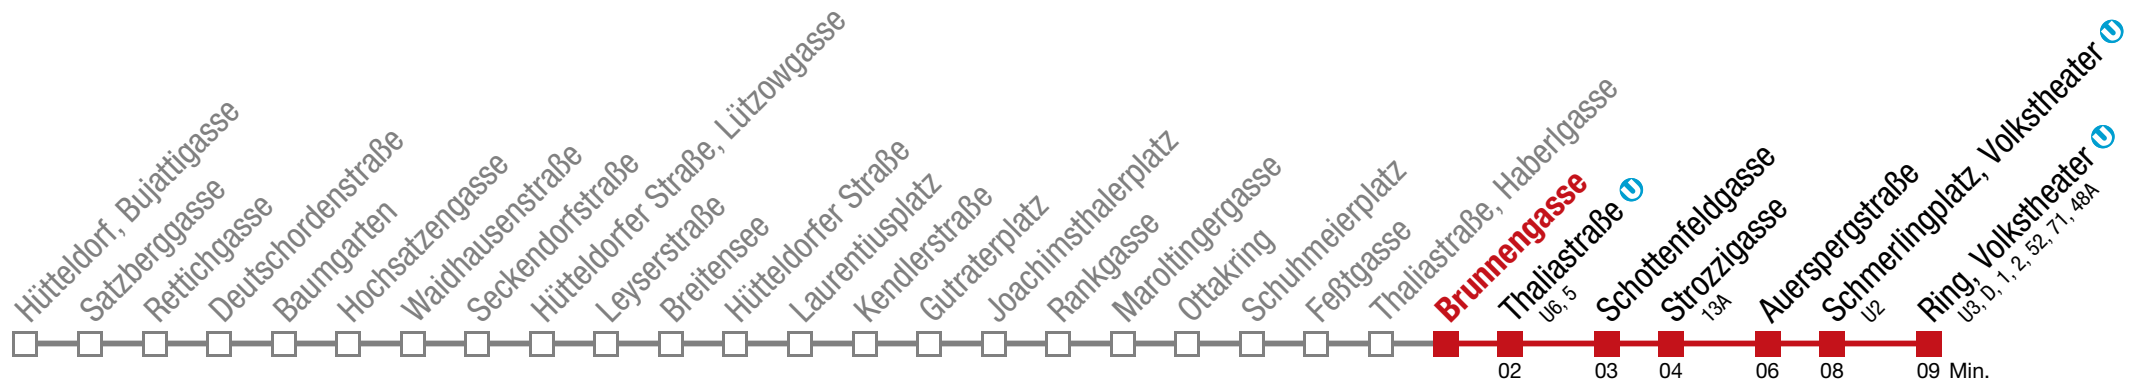 Hütteldorf, Bujattigasse
Satzberggasse
Rettichgasse
Deutschordenstraße
Baumgarten
Hochsatzengasse
Waidhausenstraße
Seckendorfstraße
Hütteldorfer Straße, Lützowgasse
Leyserstraße
Breitensee
Hütteldorfer Straße
Laurentiusplatz
Kendlerstraße
Gutraterplatz
Joachimsthalerplatz
Rankgasse
Maroltingergasse
Ottakring
Schuhmeierplatz
Feßtgasse
Thaliastraße, Haberlgasse
Brunnengasse
Thaliastraße U
U6, 5
Schottenfeldgasse
Strozzigasse
13A
Auerspergstraße
Schmerlingplatz, Volkstheater U
U2
Ring, Volkstheater U
U3, D, 1, 2, 52, 71, 48A
02 03 04 06 08 09 Min.